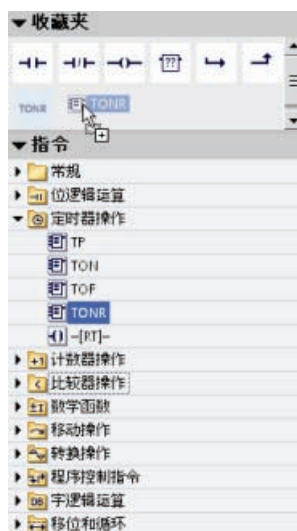 收藏夹
??
TONR
TONR
指令
常规
位逻辑运算
定时器操作
TP
TON
TOF
TONR
-[RT]-
+1 计数器操作
比较器操作
±1 数学函数
移动操作
转换操作
程序控制指令
DB 字逻辑运算
移位和循环